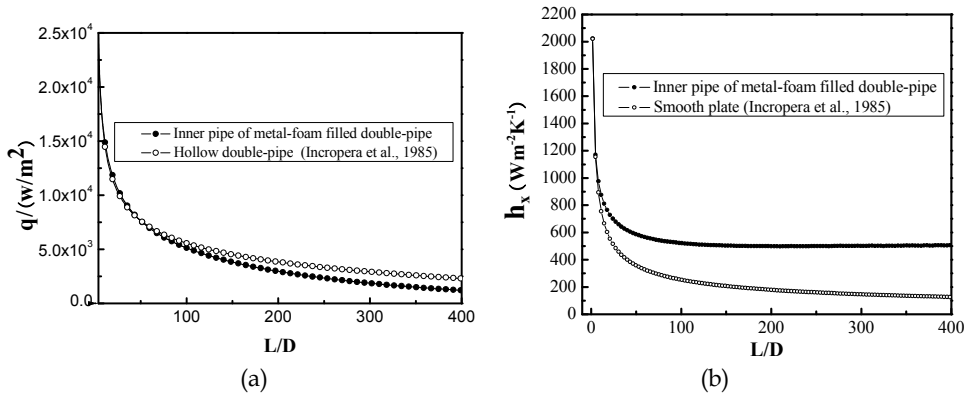 2.5x10⁴
2.0x10⁴
1.5x10⁴
1.0x10⁴
5.0x10³
0.0
q/(w/m²)
Inner pipe of metal-foam filled double-pipe
Hollow double-pipe (Incropera et al., 1985)
100 200 300 400
L/D
(a)
2000
1800
1600
1400
1200
1000
800
600
400
200
hₓ (Wm⁻²K⁻¹)
Inner pipe of metal-foam filled double-pipe
Smooth plate (Incropera et al., 1985)
0 100 200 300 400
L/D
(b)